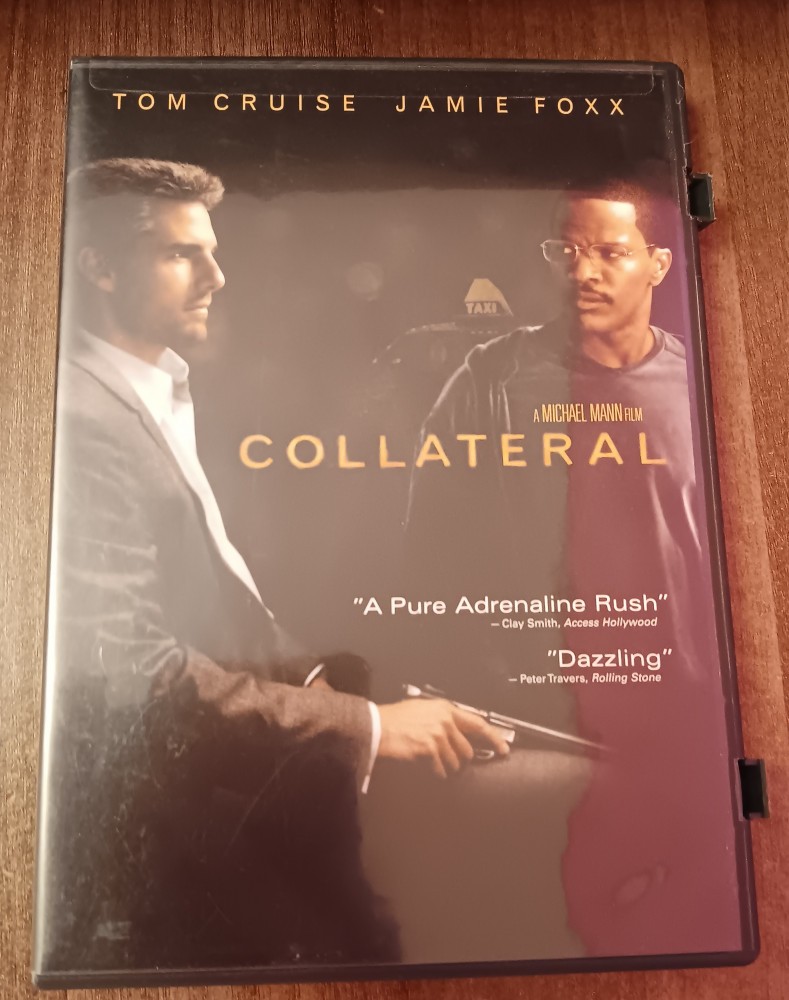 TOM CRUISE JAMIE FOXX
TAXI
A MICHAEL MANN FILM
COLLATERAL
"A Pure Adrenaline Rush"
– Clay Smith, Access Hollywood
"Dazzling"
– Peter Travers, Rolling Stone